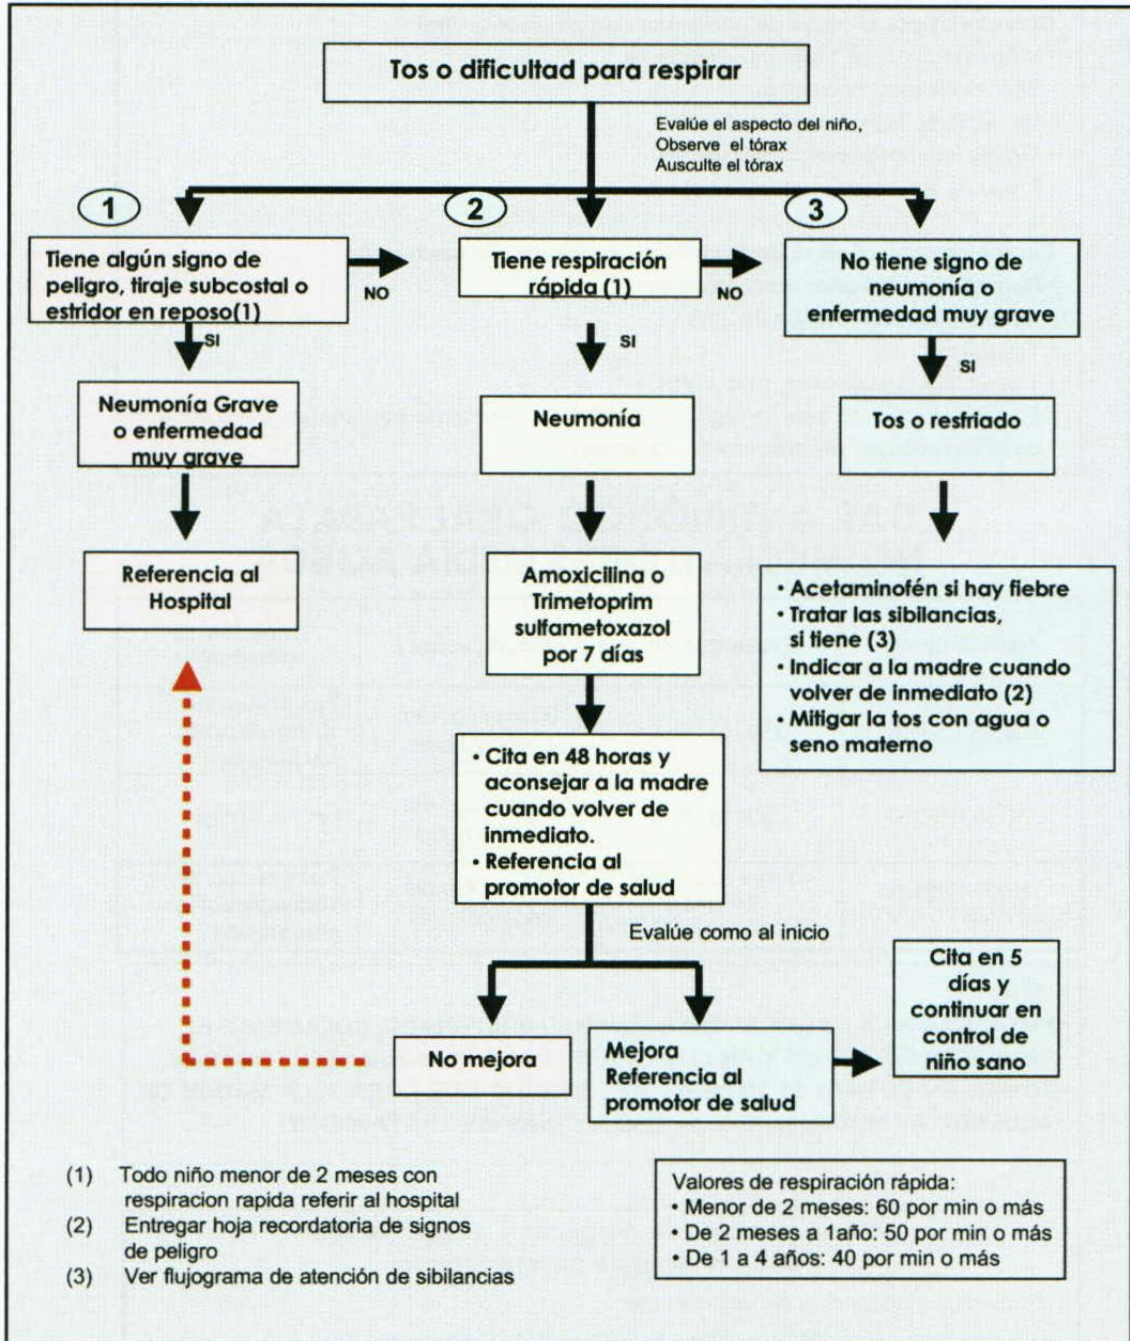 Tos o dificultad para respirar
Evalúe el aspecto del niño,
Observe el tórax
Ausculte el tórax
1
2
3
Tiene algún signo de
peligro, tiraje subcostal o
estridor en reposo(1)
NO
Tiene respiración
rápida (1)
NO
No tiene signo de
neumonía o
enfermedad muy grave
SI
SI
SI
Neumonía Grave
o enfermedad
muy grave
Neumonía
Tos o resfriado
Referencia al
Hospital
Amoxicilina o
Trimetoprim
sulfametoxazol
por 7 días
• Acetaminofén si hay fiebre
• Tratar las sibilancias,
si tiene (3)
• Indicar a la madre cuando
volver de inmediato (2)
• Mitigar la tos con agua o
seno materno
• Cita en 48 horas y
aconsejar a la madre
cuando volver de
inmediato.
• Referencia al
promotor de salud
Evalúe como al inicio
No mejora
Mejora
Referencia al
promotor de salud
Cita en 5
días y
continuar en
control de
niño sano
(1) Todo niño menor de 2 meses con
respiracion rapida referir al hospital
(2) Entregar hoja recordatoria de signos
de peligro
(3) Ver flujograma de atención de sibilancias
Valores de respiración rápida:
• Menor de 2 meses: 60 por min o más
• De 2 meses a 1año: 50 por min o más
• De 1 a 4 años: 40 por min o más